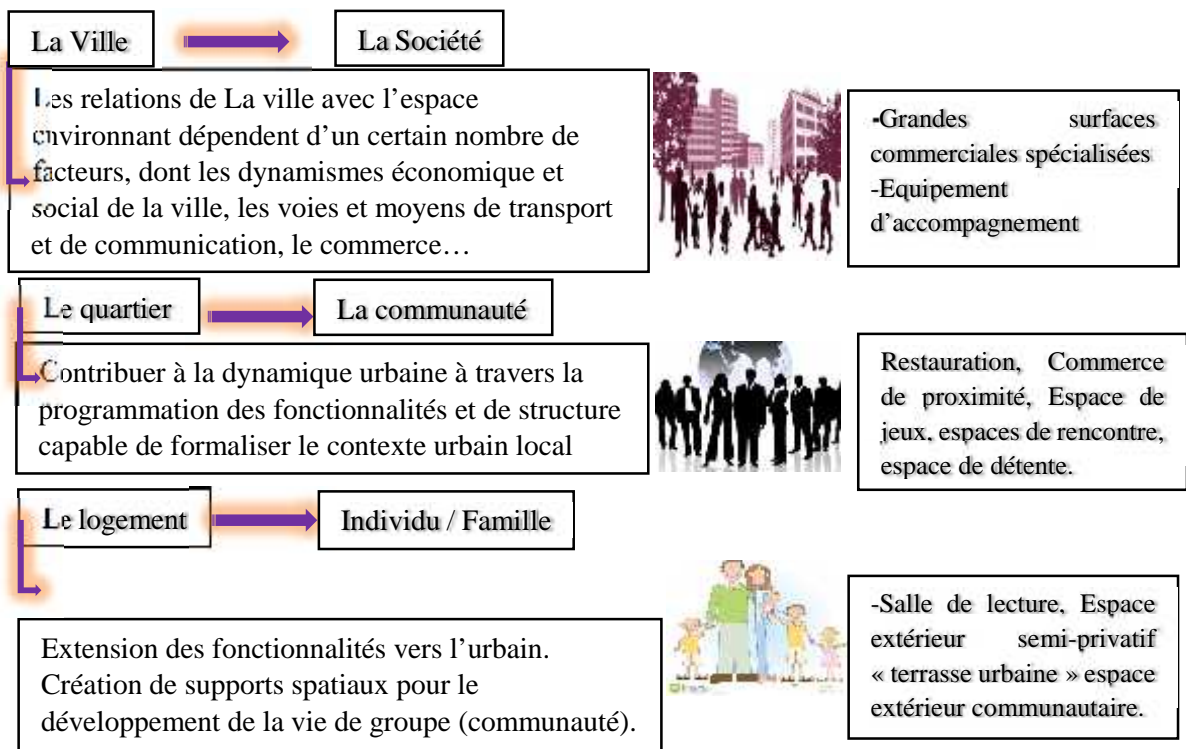 La Ville
La Société
Les relations de La ville avec l'espace
environnant dépendent d'un certain nombre de
facteurs, dont les dynamismes économique et
social de la ville, les voies et moyens de transport
et de communication, le commerce…
-Grandes surfaces
commerciales spécialisées
-Equipement
d'accompagnement
Le quartier
La communauté
Contribuer à la dynamique urbaine à travers la
programmation des fonctionnalités et de structure
capable de formaliser le contexte urbain local
Restauration, Commerce
de proximité, Espace de
jeux, espaces de rencontre,
espace de détente.
Le logement
Individu / Famille
Extension des fonctionnalités vers l'urbain.
Création de supports spatiaux pour le
développement de la vie de groupe (communauté).
-Salle de lecture, Espace
extérieur semi-privatif
« terrasse urbaine » espace
extérieur communautaire.